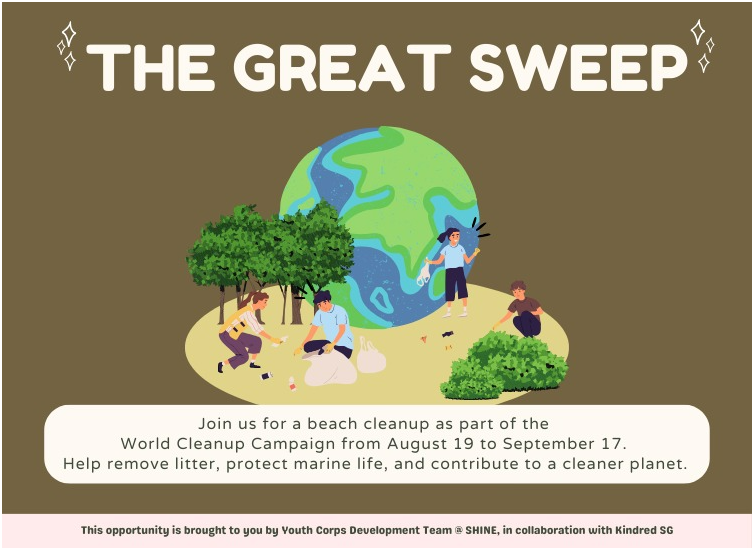 THE GREAT SWEEP
Join us for a beach cleanup as part of the
World Cleanup Campaign from August 19 to September 17.
Help remove litter, protect marine life, and contribute to a cleaner planet.
This opportunity is brought to you by Youth Corps Development Team @ SHINE, in collaboration with Kindred SG